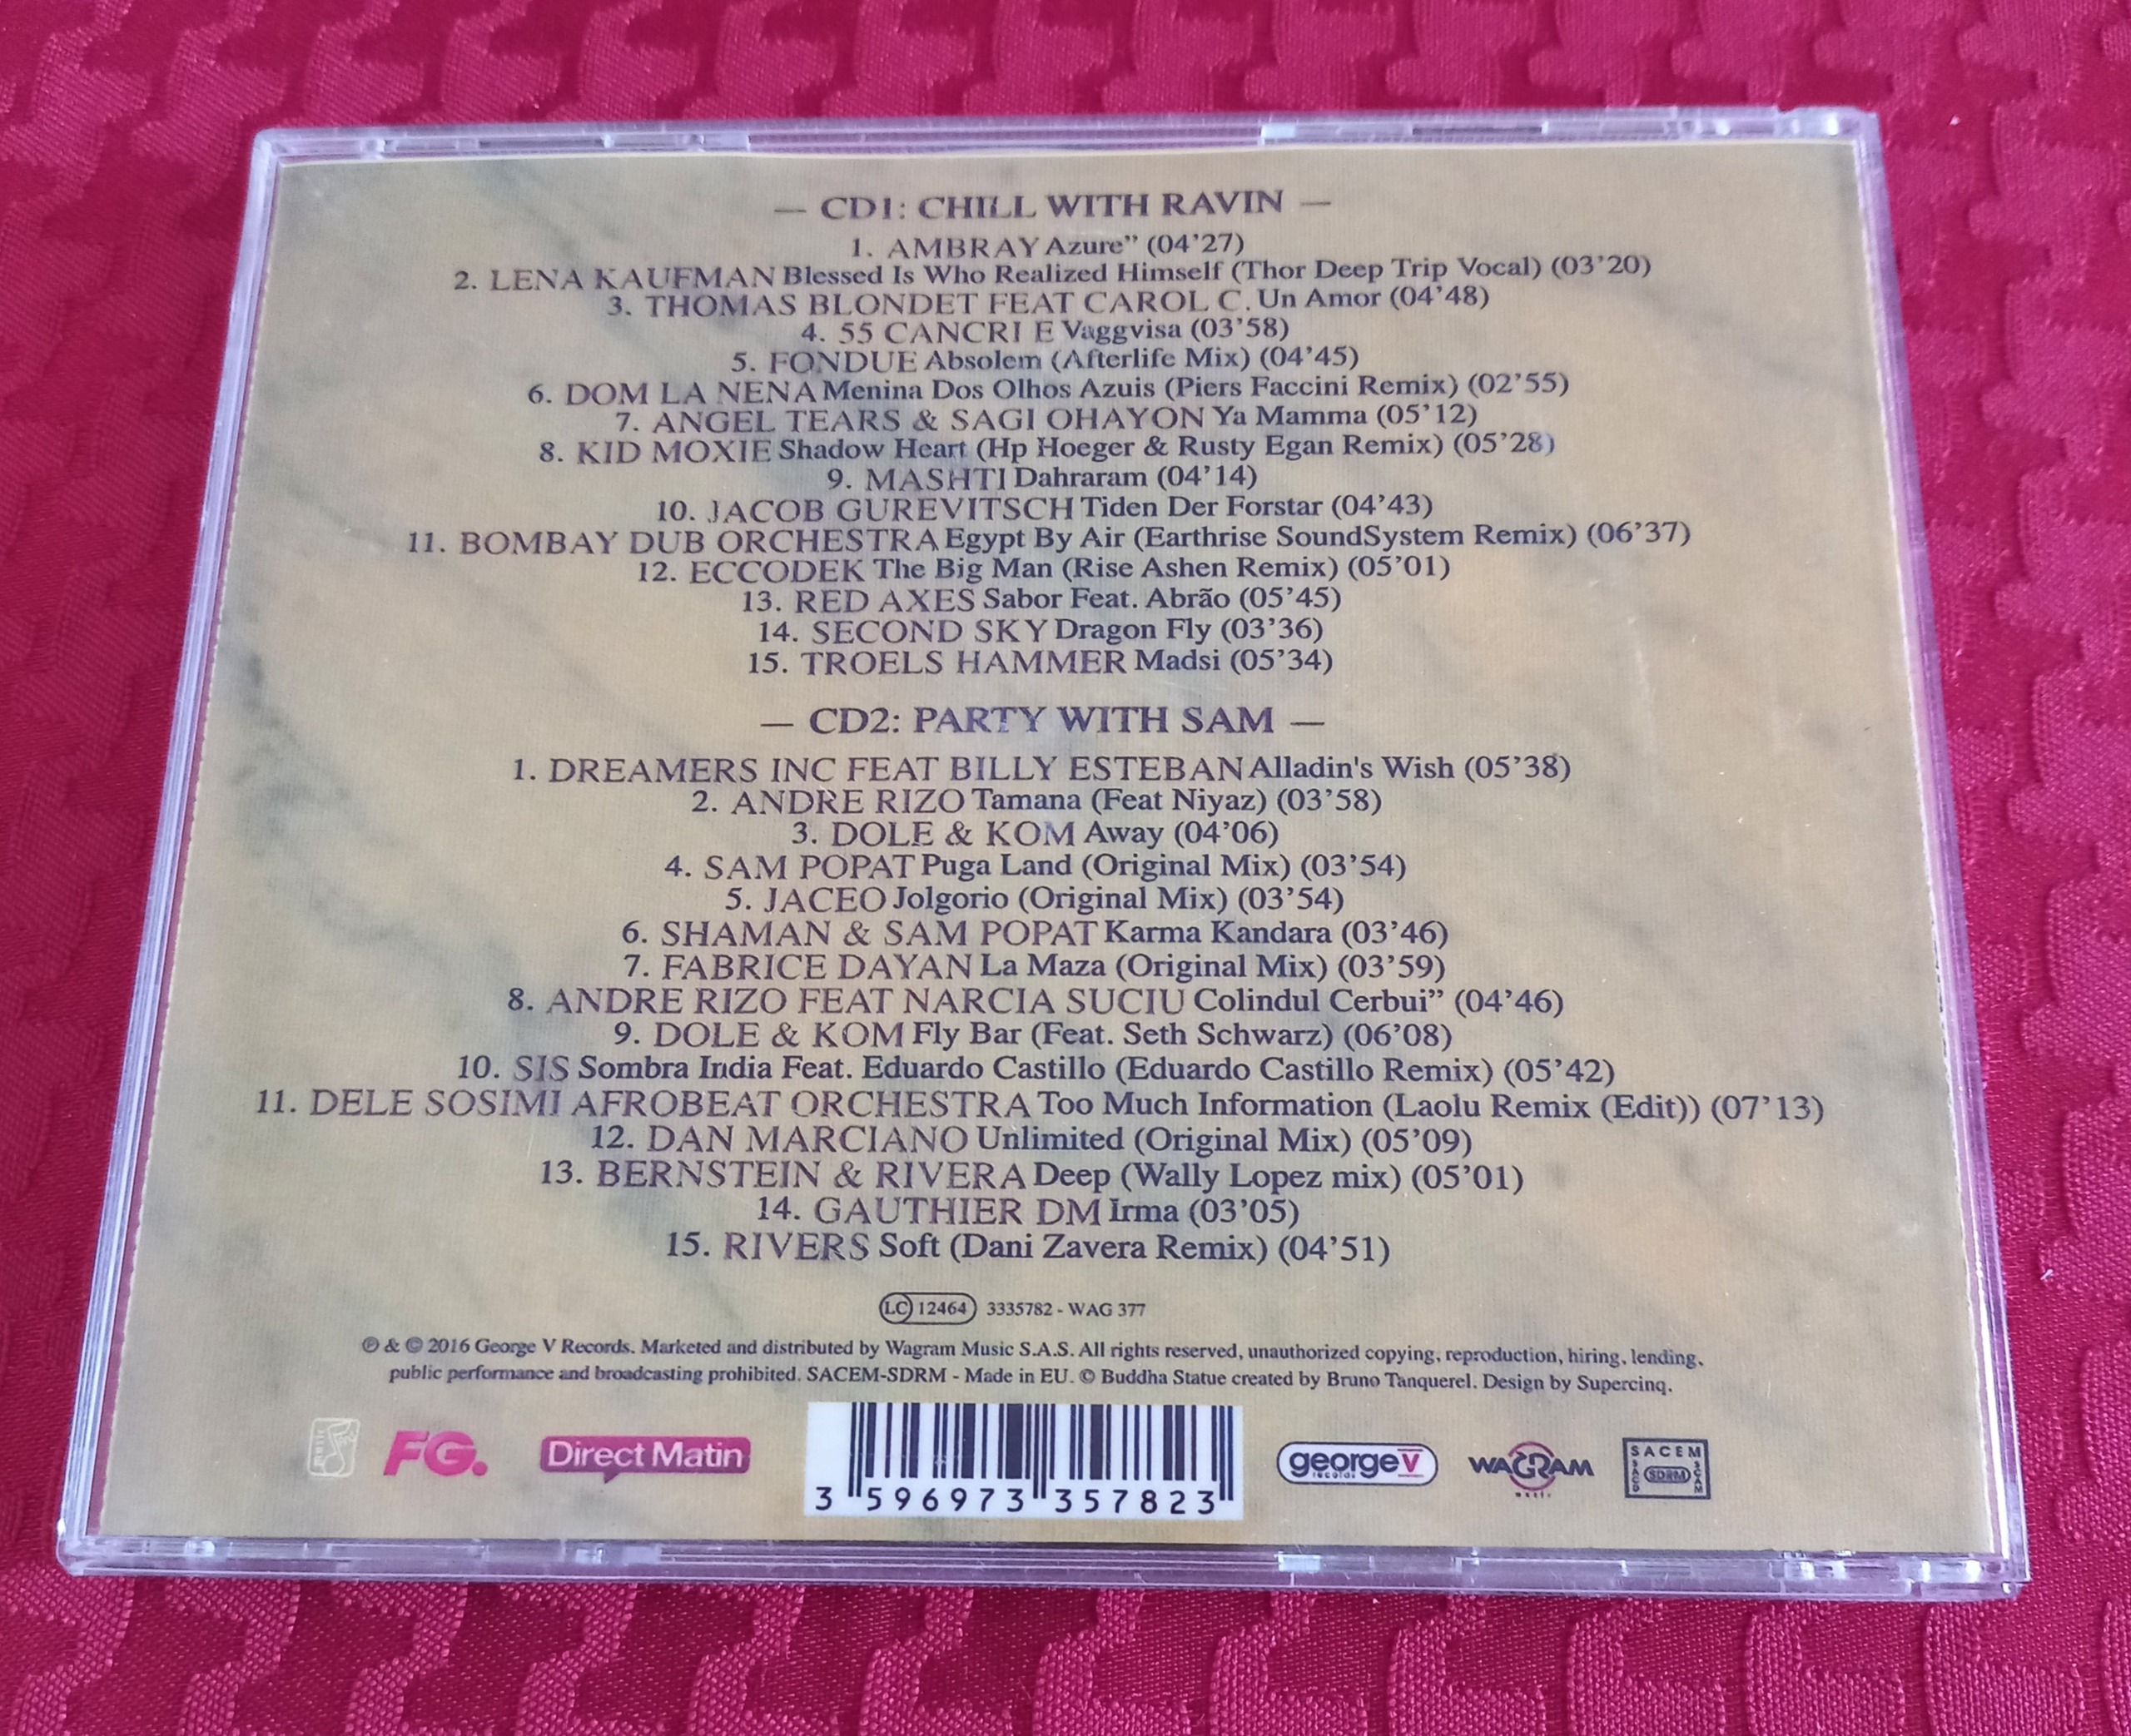 — CD1: CHILL WITH RAVIN —
1. AMBRAY Azure” (04’27)
2. LENA KAUFMAN Blessed Is Who Realized Himself (Thor Deep Trip Vocal) (03’20)
3. THOMAS BLONDET FEAT CAROL C. Un Amor (04’48)
4. 55 CANCRI E Vaggvisa (03’58)
5. FONDUE Absolem (Afterlife Mix) (04’45)
6. DOM LA NENA Menina Dos Olhos Azuis (Piers Faccini Remix) (02’55)
7. ANGEL TEARS & SAGI OHAYON Ya Mamma (05’12)
8. KID MOXIE Shadow Heart (Hp Hoeger & Rusty Egan Remix) (05’28)
9. MASHTI Dahraram (04’14)
10. JACOB GUREVITSCH Tiden Der Forstar (04’43)
11. BOMBAY DUB ORCHESTRA Egypt By Air (Earthrise SoundSystem Remix) (06’37)
12. ECCODEK The Big Man (Rise Ashen Remix) (05’01)
13. RED AXES Sabor Feat. Abrão (05’45)
14. SECOND SKY Dragon Fly (03’36)
15. TROELS HAMMER Madsi (05’34)
— CD2: PARTY WITH SAM —
1. DREAMERS INC FEAT BILLY ESTEBAN Alladin's Wish (05’38)
2. ANDRE RIZO Tamana (Feat Niyaz) (03’58)
3. DOLE & KOM Away (04’06)
4. SAM POPAT Puga Land (Original Mix) (03’54)
5. JACEO Jolgorio (Original Mix) (03’54)
6. SHAMAN & SAM POPAT Karma Kandara (03’46)
7. FABRICE DAYAN La Maza (Original Mix) (03’59)
8. ANDRE RIZO FEAT NARCIA SUCIU Colindul Cerbui” (04’46)
9. DOLE & KOM Fly Bar (Feat. Seth Schwarz) (06’08)
10. SIS Sombra India Feat. Eduardo Castillo (Eduardo Castillo Remix) (05’42)
11. DELE SOSIMI AFROBEAT ORCHESTRA Too Much Information (Laolu Remix (Edit)) (07’13)
12. DAN MARCIANO Unlimited (Original Mix) (05’09)
13. BERNSTEIN & RIVERA Deep (Wally Lopez mix) (05’01)
14. GAUTHIER DM Irma (03’05)
15. RIVERS Soft (Dani Zavera Remix) (04’51)
LC 12464 3335782 - WAG 377
℗ & © 2016 George V Records. Marketed and distributed by Wagram Music S.A.S. All rights reserved, unauthorized copying, reproduction, hiring, lending,
public performance and broadcasting prohibited. SACEM-SDRM - Made in EU. © Buddha Statue created by Bruno Tanquerel. Design by Supercinq.
FG. Direct Matin 3 596973 357823 george V records WAGRAM music SACEM SACD SDRM SCAM